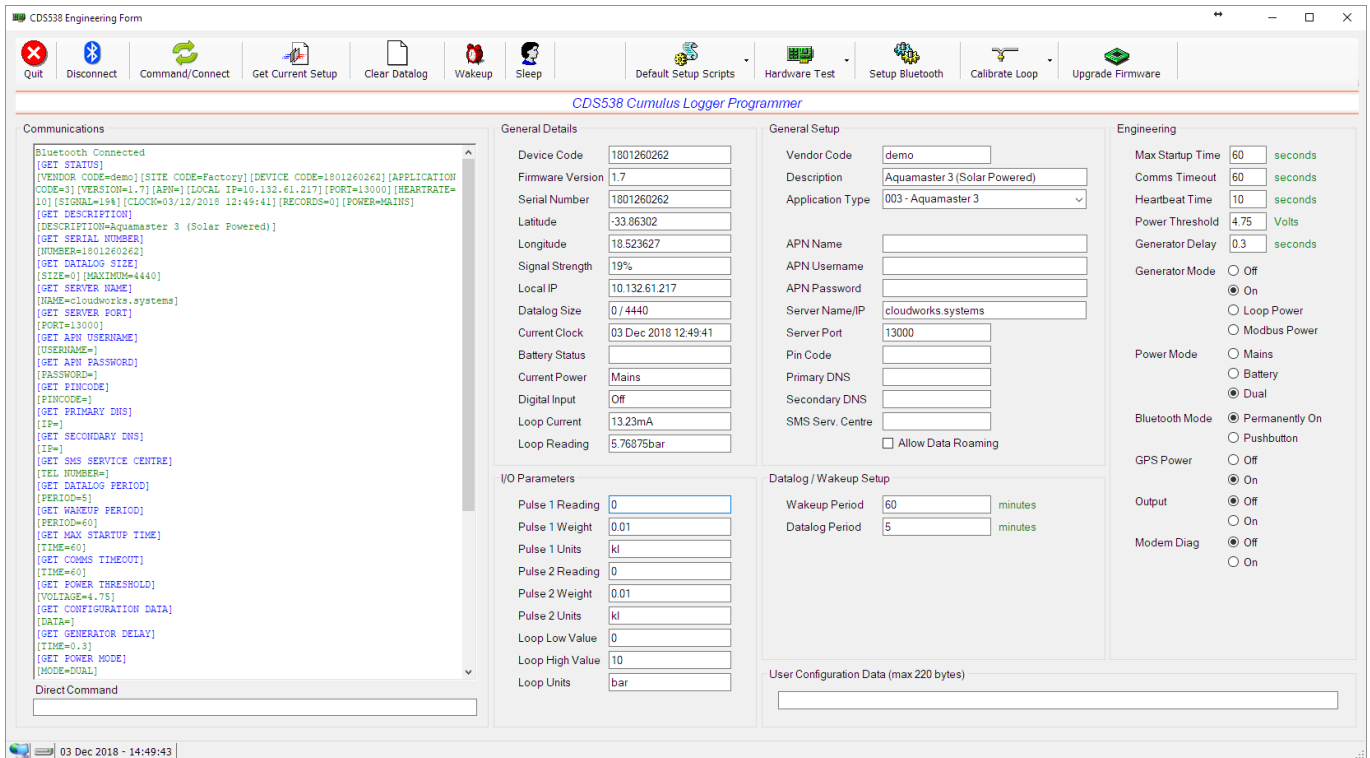 CDS538 Engineering Form
Quit
Disconnect
Command/Connect
Get Current Setup
Clear Datalog
Wakeup
Sleep
Default Setup Scripts
Hardware Test
Setup Bluetooth
Calibrate Loop
Upgrade Firmware
CDS538 Cumulus Logger Programmer
Communications
Bluetooth Connected
[GET STATUS]
[VENDOR CODE=demo][SITE CODE=Factory][DEVICE CODE=1801260262][APPLICATION
CODE=3][VERSION=1.7][APN=][LOCAL IP=10.132.61.217][PORT=13000][HEARTRATE=
10][SIGNAL=19%][CLOCK=03/12/2018 12:49:41][RECORDS=0][POWER=MAINS]
[GET DESCRIPTION]
[DESCRIPTION=Aquamaster 3 (Solar Powered)]
[GET SERIAL NUMBER]
[NUMBER=1801260262]
[GET DATALOG SIZE]
[SIZE=0][MAXIMUM=4440]
[GET SERVER NAME]
[NAME=cloudworks.systems]
[GET SERVER PORT]
[PORT=13000]
[GET APN USERNAME]
[USERNAME=]
[GET APN PASSWORD]
[PASSWORD=]
[GET PINCODE]
[PINCODE=]
[GET PRIMARY DNS]
[IP=]
[GET SECONDARY DNS]
[IP=]
[GET SMS SERVICE CENTRE]
[TEL NUMBER=]
[GET DATALOG PERIOD]
[PERIOD=5]
[GET WAKEUP PERIOD]
[PERIOD=60]
[GET MAX STARTUP TIME]
[TIME=60]
[GET COMMS TIMEOUT]
[TIME=60]
[GET POWER THRESHOLD]
[VOLTAGE=4.75]
[GET CONFIGURATION DATA]
[DATA=]
[GET GENERATOR DELAY]
[TIME=0.3]
[GET POWER MODE]
[MODE=DUAL]
Direct Command
General Details
Device Code 1801260262
Firmware Version 1.7
Serial Number 1801260262
Latitude -33.86302
Longitude 18.523627
Signal Strength 19%
Local IP 10.132.61.217
Datalog Size 0 / 4440
Current Clock 03 Dec 2018 12:49:41
Battery Status
Current Power Mains
Digital Input Off
Loop Current 13.23mA
Loop Reading 5.76875bar
I/O Parameters
Pulse 1 Reading 0
Pulse 1 Weight 0.01
Pulse 1 Units kl
Pulse 2 Reading 0
Pulse 2 Weight 0.01
Pulse 2 Units kl
Loop Low Value 0
Loop High Value 10
Loop Units bar
General Setup
Vendor Code demo
Description Aquamaster 3 (Solar Powered)
Application Type 003 - Aquamaster 3
APN Name
APN Username
APN Password
Server Name/IP cloudworks.systems
Server Port 13000
Pin Code
Primary DNS
Secondary DNS
SMS Serv. Centre
Allow Data Roaming
Datalog / Wakeup Setup
Wakeup Period 60 minutes
Datalog Period 5 minutes
User Configuration Data (max 220 bytes)
Engineering
Max Startup Time 60 seconds
Comms Timeout 60 seconds
Heartbeat Time 10 seconds
Power Threshold 4.75 Volts
Generator Delay 0.3 seconds
Generator Mode Off
On
Loop Power
Modbus Power
Power Mode Mains
Battery
Dual
Bluetooth Mode Permanently On
Pushbutton
GPS Power Off
On
Output Off
On
Modem Diag Off
On
03 Dec 2018 - 14:49:43